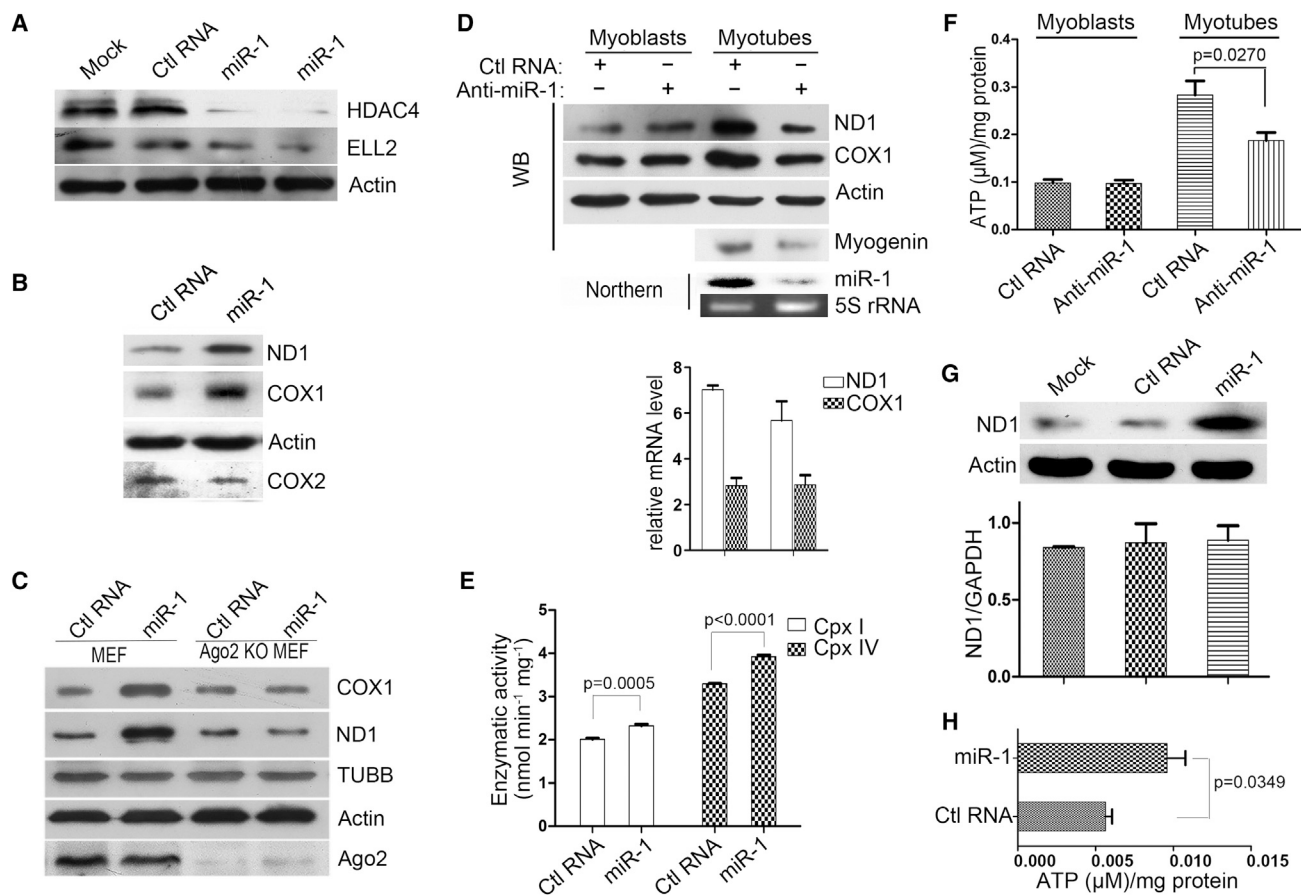 A
Mock
Ctl RNA
miR-1
miR-1
HDAC4
ELL2
Actin
B
Ctl RNA
miR-1
ND1
COX1
Actin
COX2
C
Ctl RNA
miR-1
Ctl RNA
miR-1
MEF
Ago2 KO MEF
COX1
ND1
TUBB
Actin
Ago2
D
Myoblasts
Myotubes
Ctl RNA: + – + –
Anti-miR-1: – + – +
WB
ND1
COX1
Actin
Myogenin
Northern
miR-1
5S rRNA
relative mRNA level
8
6
4
2
0
ND1
COX1
E
Enzymatic activity
(nmol min⁻¹ mg⁻¹)
5
4
3
2
1
0
p=0.0005
p<0.0001
Cpx I
Cpx IV
Ctl RNA
miR-1
Ctl RNA
miR-1
F
Myoblasts
Myotubes
ATP (µM)/mg protein
0.4
0.3
0.2
0.1
0.0
p=0.0270
Ctl RNA
Anti-miR-1
Ctl RNA
Anti-miR-1
G
Mock
Ctl RNA
miR-1
ND1
Actin
ND1/GAPDH
1.0
0.5
0.0
H
miR-1
Ctl RNA
p=0.0349
0.000
0.005
0.010
0.015
ATP (µM)/mg protein